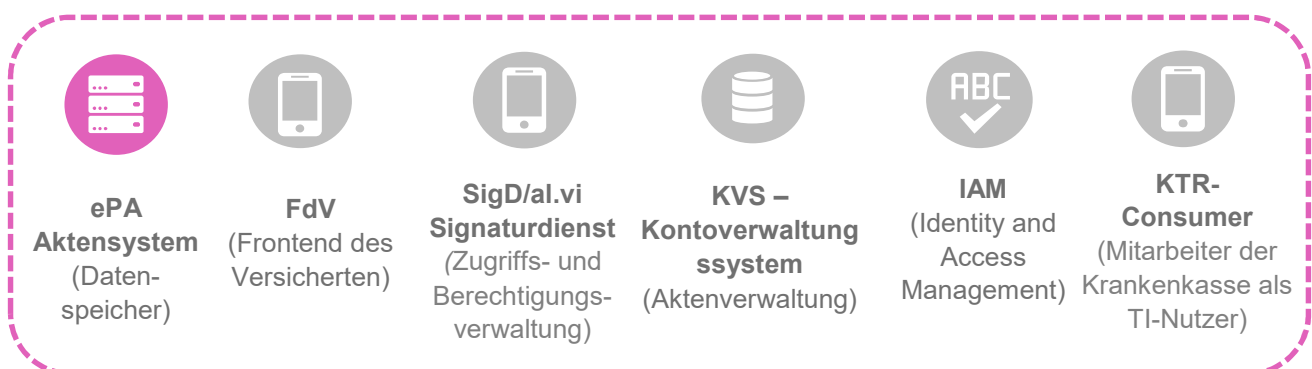 ABC
ePA
Aktensystem
(Daten-
speicher)
FdV
(Frontend des
Versicherten)
SigD/al.vi
Signaturdienst
(Zugriffs- und
Berechtigungs-
verwaltung)
KVS –
Kontoverwaltung
ssystem
(Aktenverwaltung)
IAM
(Identity and
Access
Management)
KTR-
Consumer
(Mitarbeiter der
Krankenkasse als
TI-Nutzer)